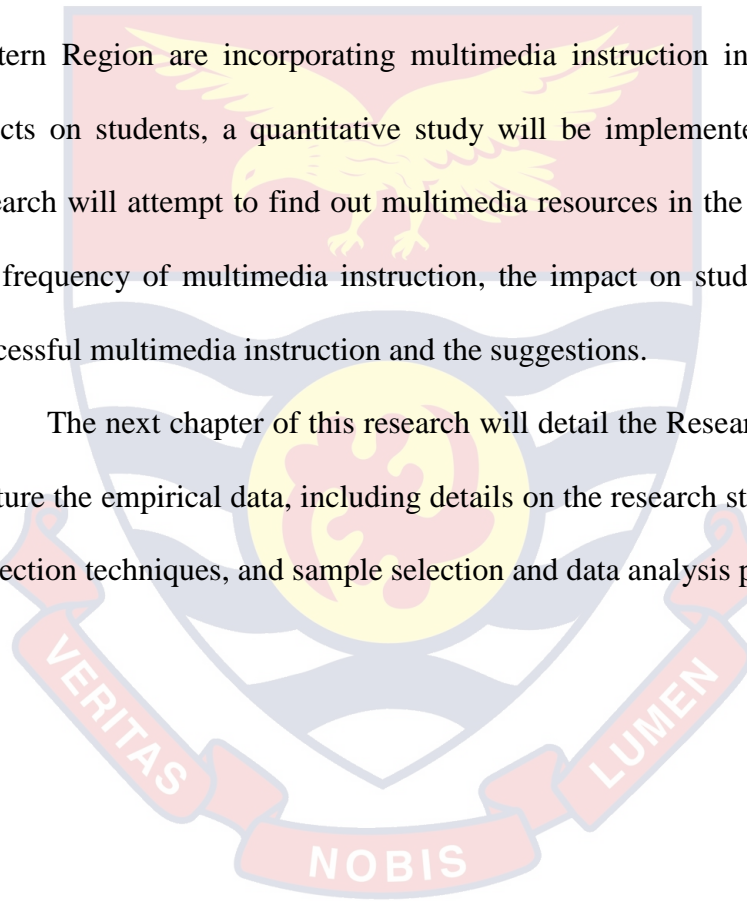 tern Region are incorporating multimedia instruction in
cts on students, a quantitative study will be implemente
earch will attempt to find out multimedia resources in the
frequency of multimedia instruction, the impact on stud
cessful multimedia instruction and the suggestions.
The next chapter of this research will detail the Resear
ture the empirical data, including details on the research st
ection techniques, and sample selection and data analysis p
VERITAS
NOBIS
LUMEN